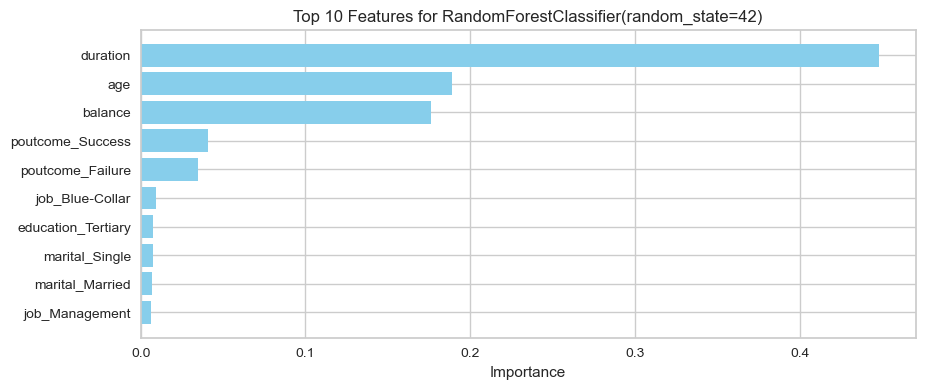 Top 10 Features for RandomForestClassifier(random_state=42)
duration
age
balance
poutcome_Success
poutcome_Failure
job_Blue-Collar
education_Tertiary
marital_Single
marital_Married
job_Management
0.0 0.1 0.2 0.3 0.4
Importance